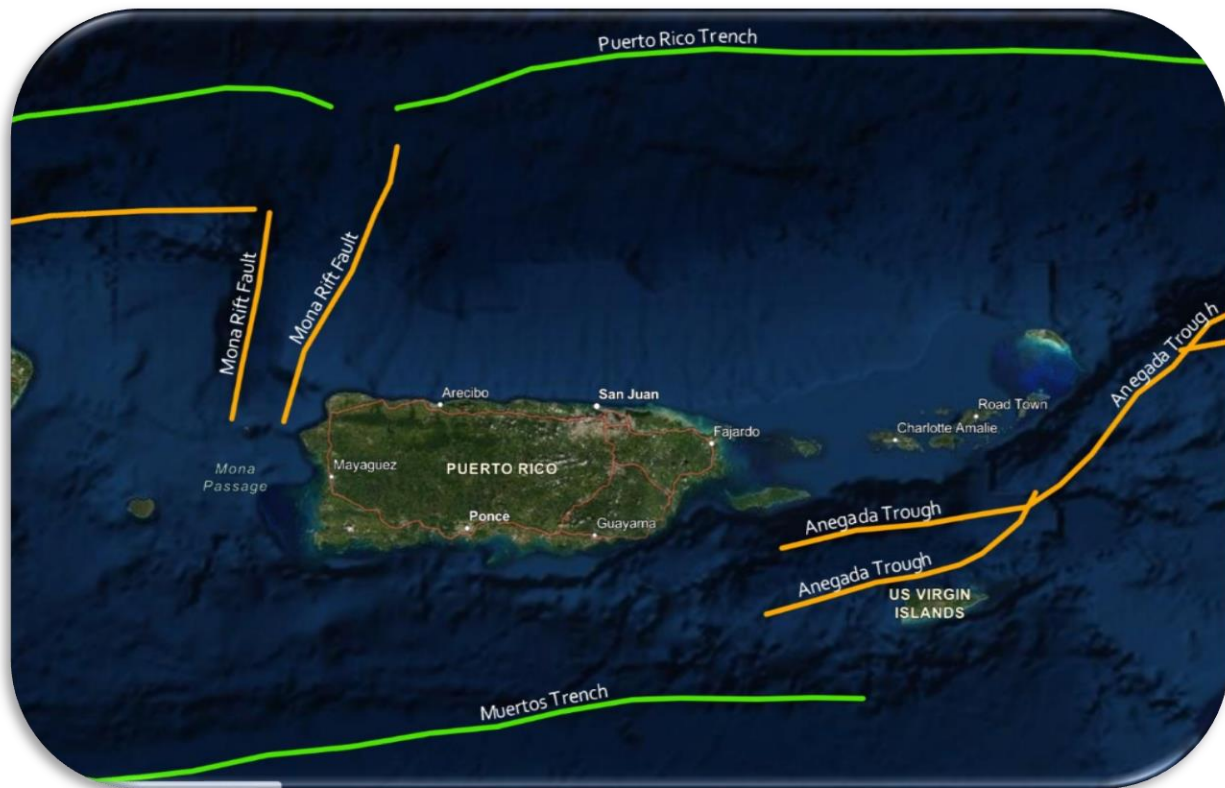 Puerto Rico Trench
Mona Rift Fault
Mona Rift Fault
Anegada Trough
Arecibo
San Juan
Road Town
Charlotte Amalie
Fajardo
Mayaguez
PUERTO RICO
Mona
Passage
Ponce
Guayama
Anegada Trough
Anegada Trough
US VIRGIN
ISLANDS
Muertos Trench